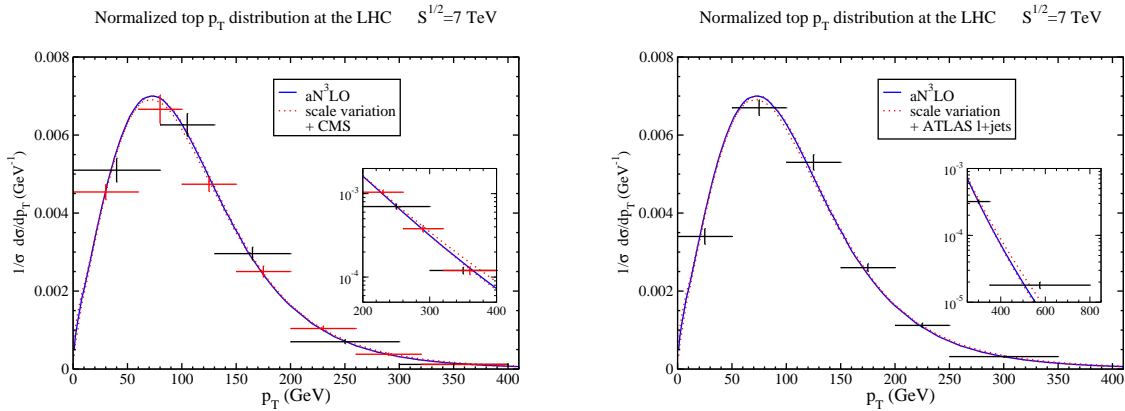 Normalized top p_T distribution at the LHC S^1/2=7 TeV
0.008
0.006
0.004
0.002
0
1/σ dσ/dp_T (GeV^-1)
aN^3LO
scale variation
+ CMS
10^-3
10^-4
200 300 400
0 50 100 150 200 250 300 350 400
p_T (GeV)
Normalized top p_T distribution at the LHC S^1/2=7 TeV
0.008
0.006
0.004
0.002
0
1/σ dσ/dp_T (GeV^-1)
aN^3LO
scale variation
+ ATLAS l+jets
10^-3
10^-4
10^-5
400 600 800
0 50 100 150 200 250 300 350 400
p_T (GeV)